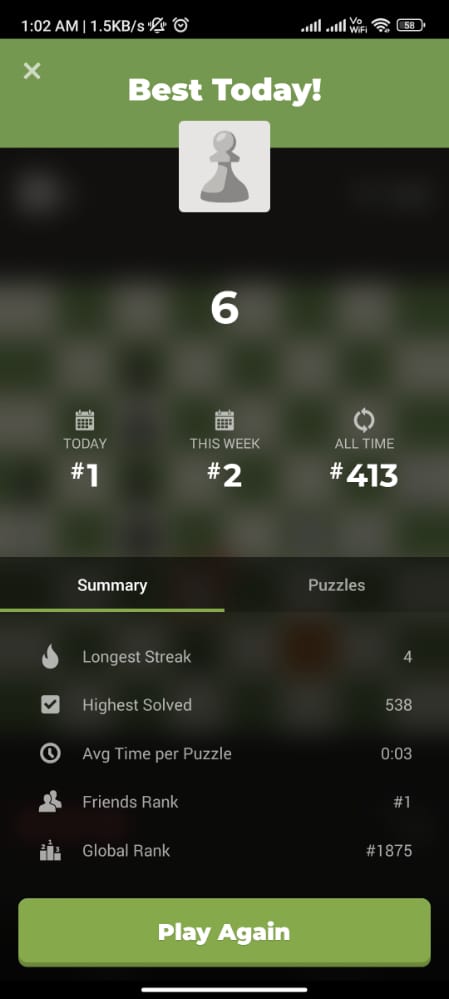 1:02 AM | 1.5KB/s Vo WiFi 58
Best Today!
6
TODAY THIS WEEK ALL TIME
#1 #2 #413
Summary Puzzles
Longest Streak 4
Highest Solved 538
Avg Time per Puzzle 0:03
Friends Rank #1
Global Rank #1875
Play Again